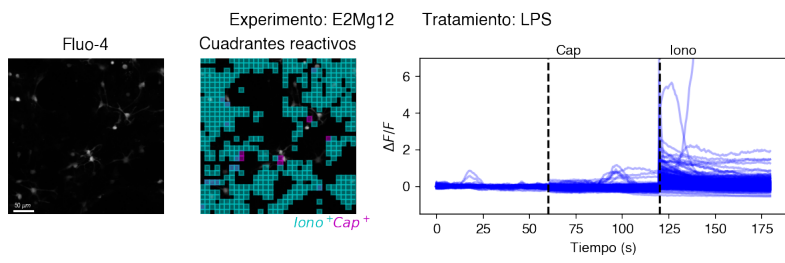 Experimento: E2Mg12 Tratamiento: LPS
Fluo-4
50 μm
Cuadrantes reactivos
Iono + Cap +
Cap Iono
6
4
2
0
ΔF/F
0 25 50 75 100 125 150 175
Tiempo (s)